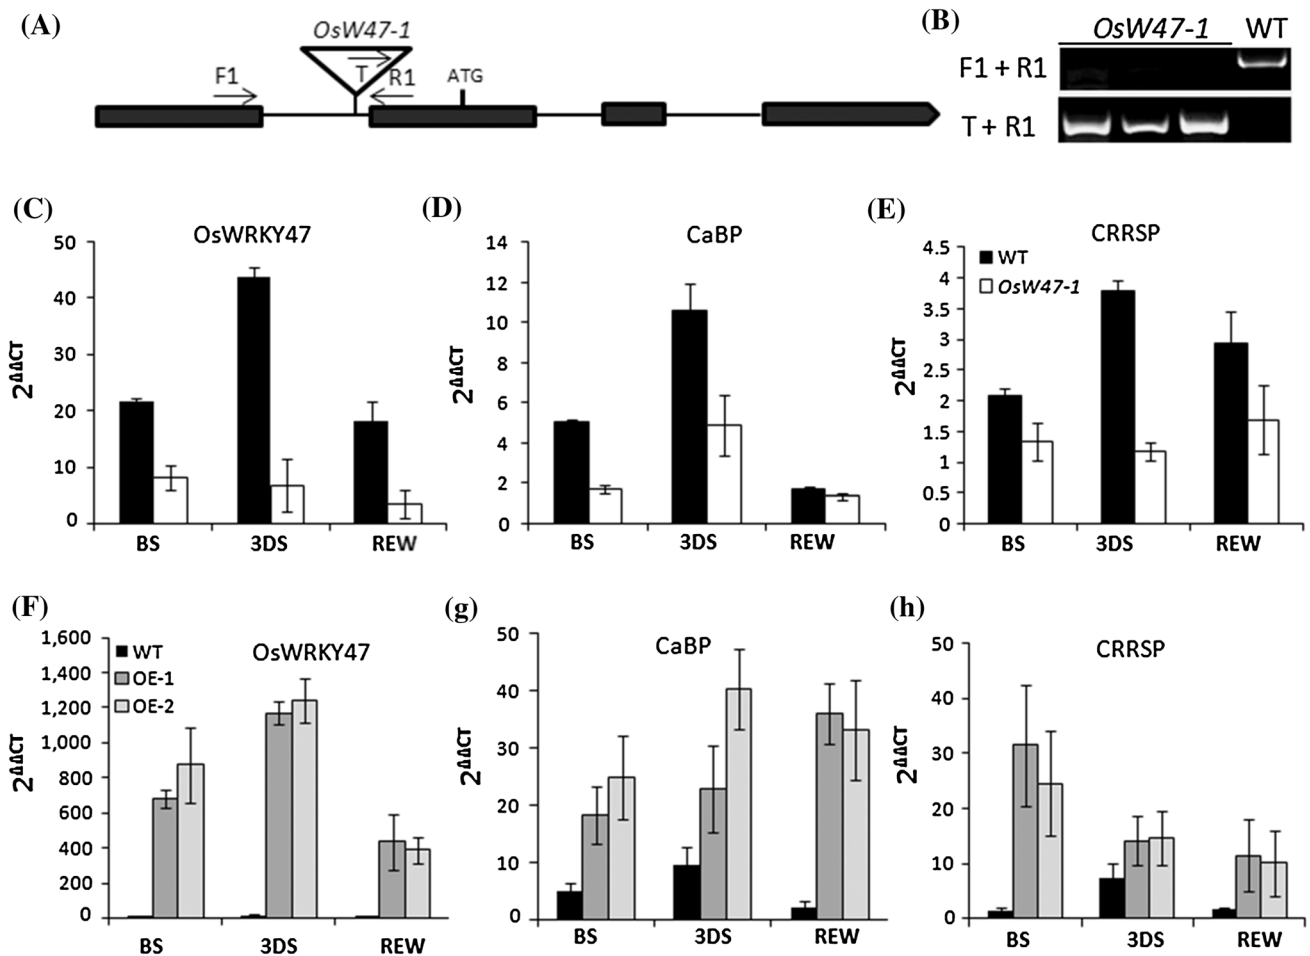 (A)
OsW47-1
F1
T
R1
ATG
(B)
OsW47-1 WT
F1 + R1
T + R1
(C)
OsWRKY47
2ΔΔCT
50
40
30
20
10
0
BS 3DS REW
(D)
CaBP
2ΔΔCT
14
12
10
8
6
4
2
0
BS 3DS REW
(E)
CRRSP
WT
OsW47-1
2ΔΔCT
4.5
4
3.5
3
2.5
2
1.5
1
0.5
0
BS 3DS REW
(F)
OsWRKY47
WT
OE-1
OE-2
2ΔΔCT
1,600
1,400
1,200
1,000
800
600
400
200
0
BS 3DS REW
(g)
CaBP
2ΔΔCT
50
40
30
20
10
0
BS 3DS REW
(h)
CRRSP
2ΔΔCT
50
40
30
20
10
0
BS 3DS REW